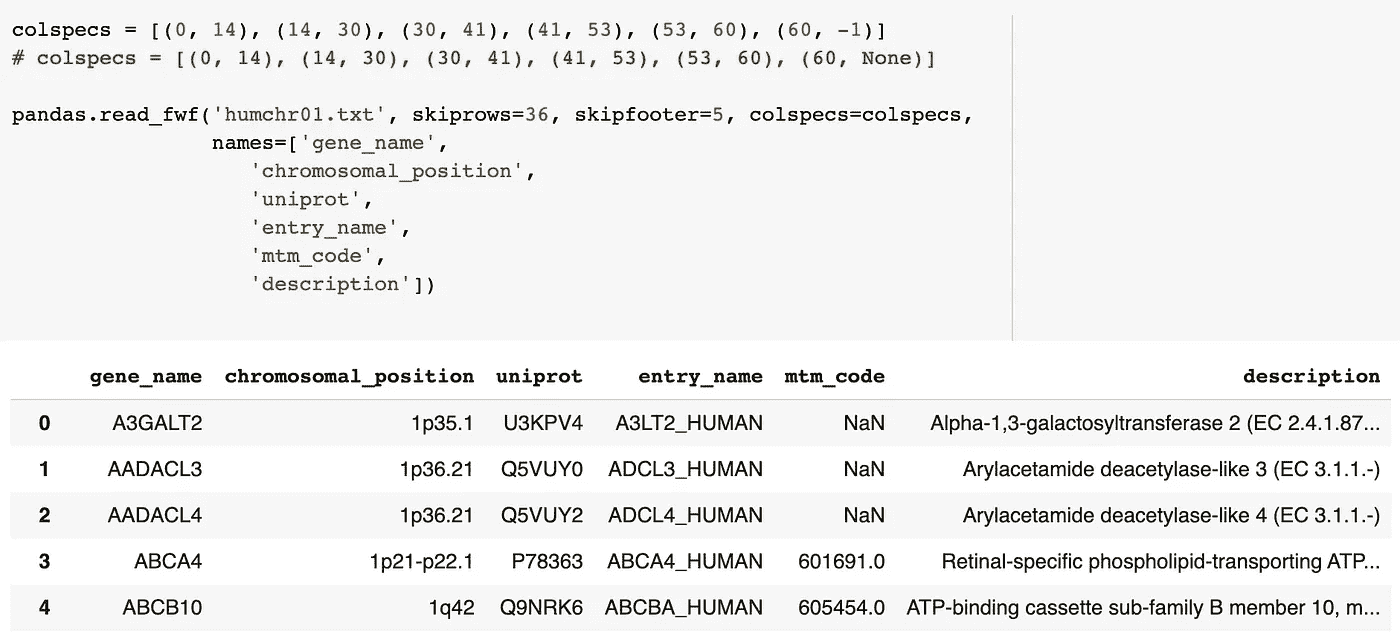 colspecs = [(0, 14), (14, 30), (30, 41), (41, 53), (53, 60), (60, -1)]
# colspecs = [(0, 14), (14, 30), (30, 41), (41, 53), (53, 60), (60, None)]
pandas.read_fwf('humchr01.txt', skiprows=36, skipfooter=5, colspecs=colspecs,
names=['gene_name',
'chromosomal_position',
'uniprot',
'entry_name',
'mtm_code',
'description'])
gene_name chromosomal_position uniprot entry_name mtm_code description
0 A3GALT2 1p35.1 U3KPV4 A3LT2_HUMAN NaN Alpha-1,3-galactosyltransferase 2 (EC 2.4.1.87...
1 AADACL3 1p36.21 Q5VUY0 ADCL3_HUMAN NaN Arylacetamide deacetylase-like 3 (EC 3.1.1.-)
2 AADACL4 1p36.21 Q5VUY2 ADCL4_HUMAN NaN Arylacetamide deacetylase-like 4 (EC 3.1.1.-)
3 ABCA4 1p21-p22.1 P78363 ABCA4_HUMAN 601691.0 Retinal-specific phospholipid-transporting ATP...
4 ABCB10 1q42 Q9NRK6 ABCBA_HUMAN 605454.0 ATP-binding cassette sub-family B member 10, m...